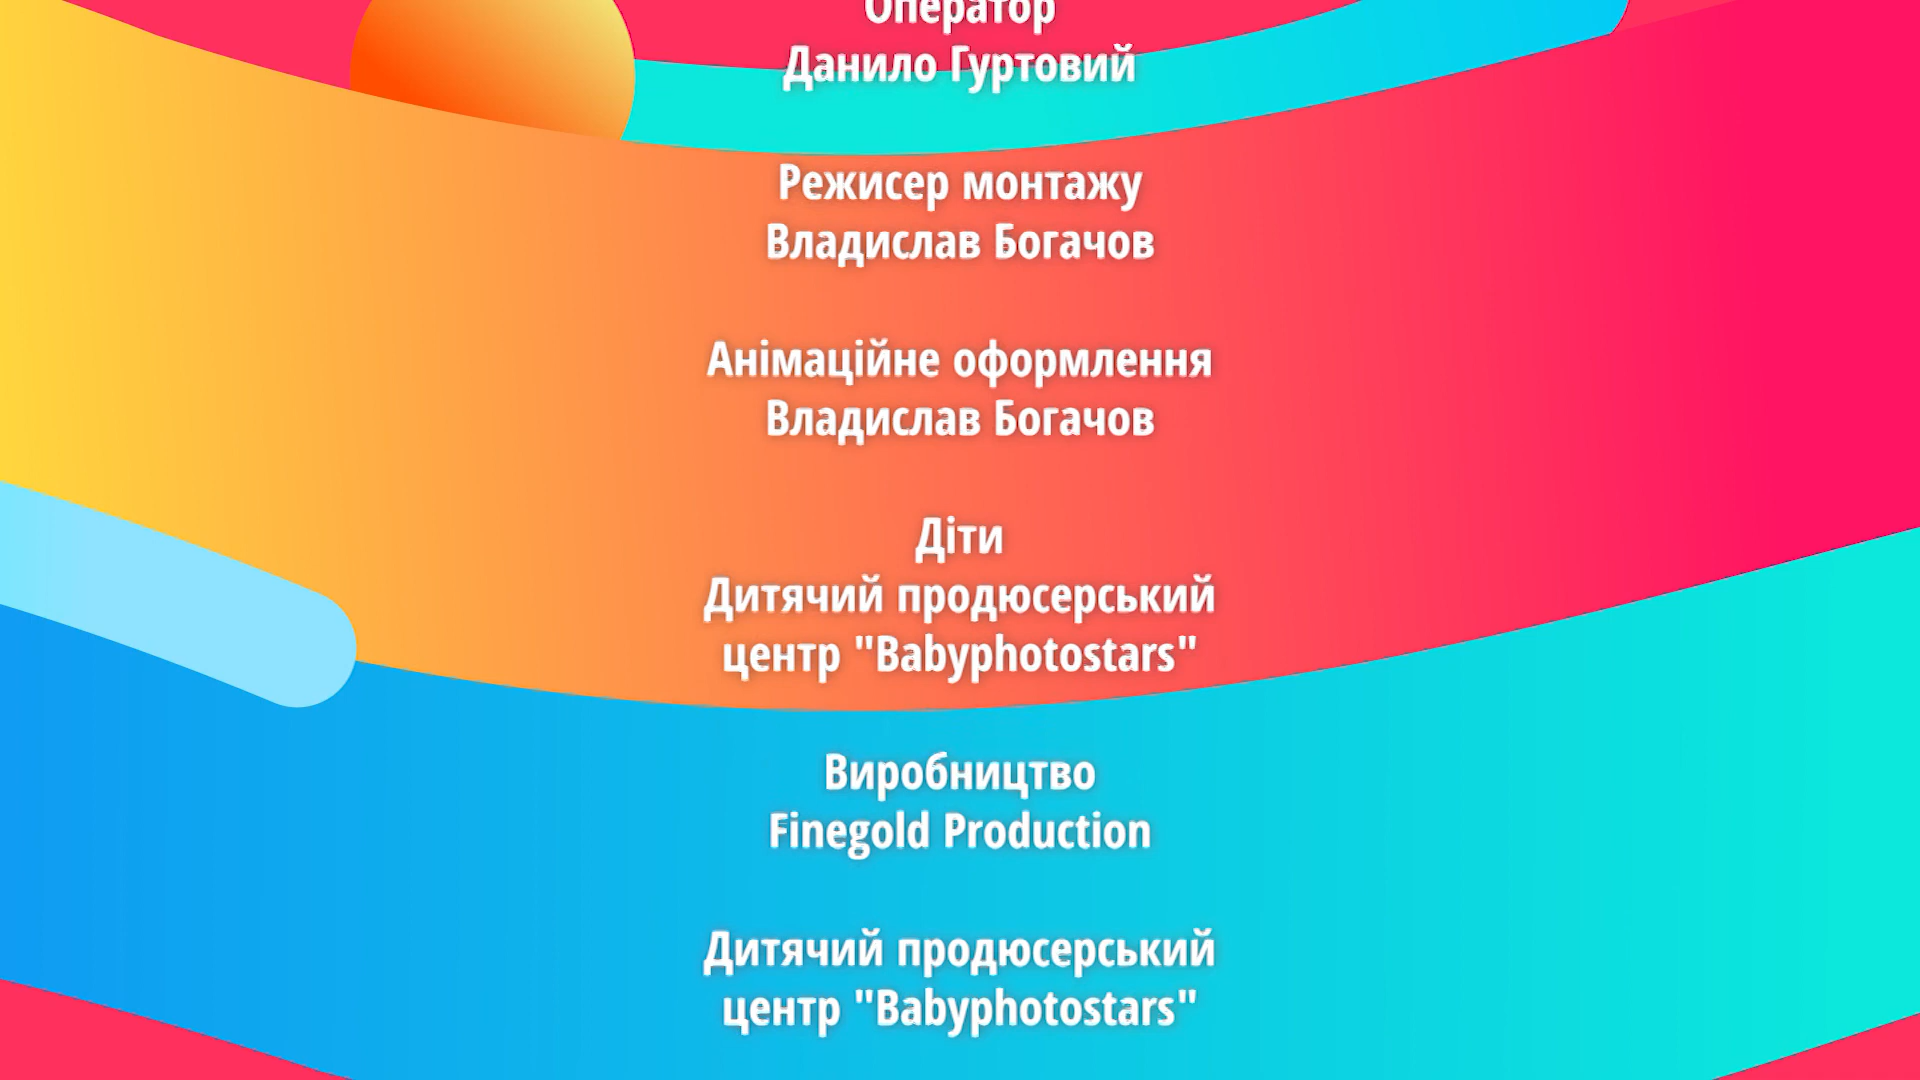 Оператор
Данило Гуртовий
Режисер монтажу
Владислав Богачов
Анімаційне оформлення
Владислав Богачов
Діти
Дитячий продюсерський
центр "Babyphotostars"
Виробництво
Finegold Production
Дитячий продюсерський
центр "Babyphotostars"